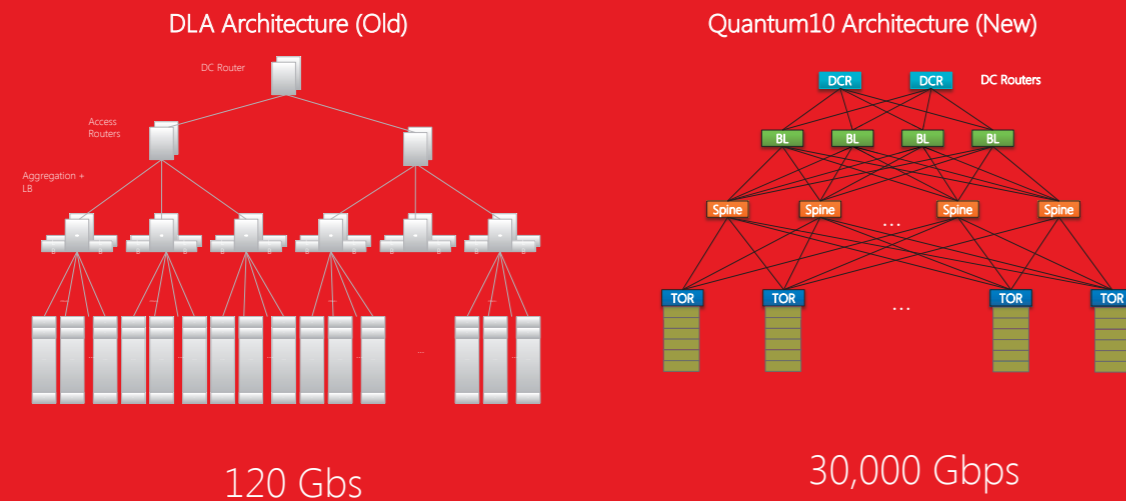 DLA Architecture (Old)
DC Router
Access
Routers
Aggregation +
LB
...
...
120 Gbs
Quantum10 Architecture (New)
DCR
DCR
DC Routers
BL
BL
BL
BL
Spine
Spine
...
Spine
Spine
TOR
TOR
...
TOR
TOR
30,000 Gbps